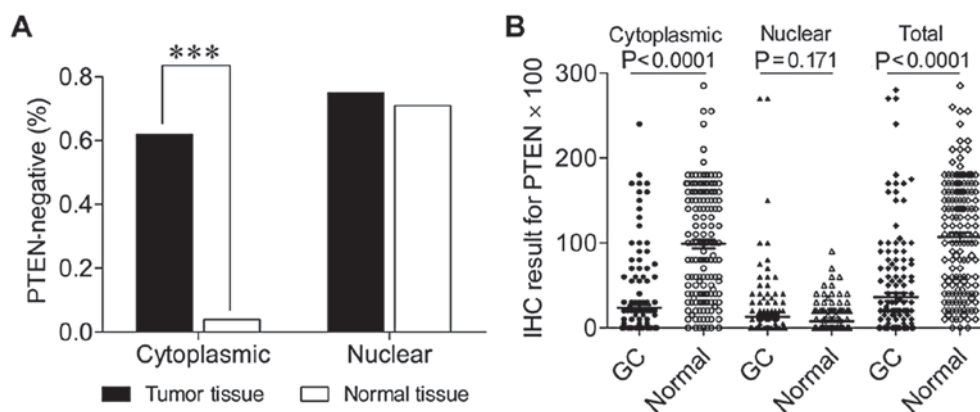 A
***
PTEN-negative (%)
0.8
0.6
0.4
0.2
0.0
Cytoplasmic Nuclear
Tumor tissue Normal tissue
B
Cytoplasmic Nuclear Total
P<0.0001 P=0.171 P<0.0001
IHC result for PTEN × 100
300
200
100
0
GC Normal GC Normal GC Normal